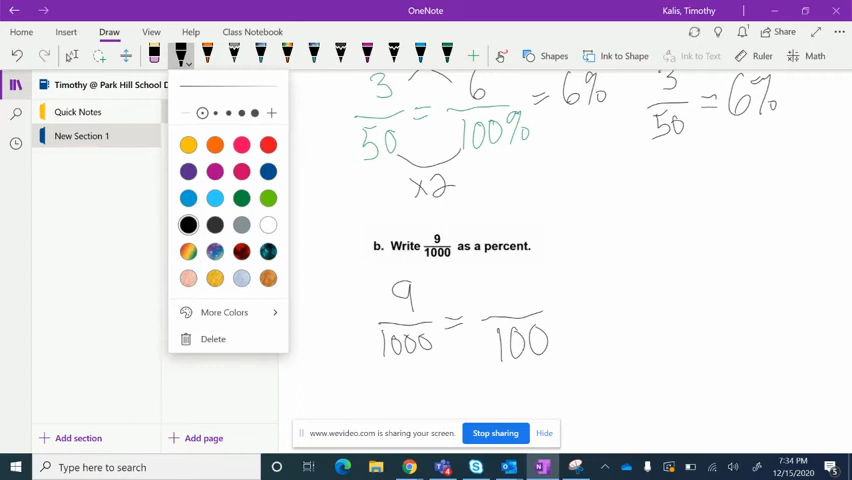 OneNote
Kalis, Timothy
Home Insert Draw View Help Class Notebook Share
Shapes Ink to Shape Ink to Text Ruler Math
Timothy @ Park Hill School D
Quick Notes
New Section 1
More Colors
Delete
3/50 = 6/100% = 6%
3/50 = 6%
x2
b. Write 9/1000 as a percent.
9/1000 = /100
www.wevideo.com is sharing your screen. Stop sharing Hide
Add section Add page
Type here to search
7:34 PM
12/15/2020
5